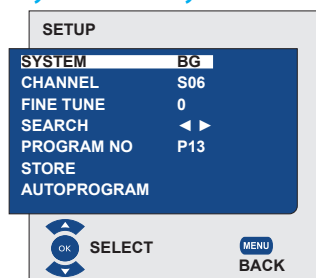 SETUP
SYSTEM BG
CHANNEL S06
FINE TUNE 0
SEARCH ◄ ►
PROGRAM NO P13
STORE
AUTOPROGRAM
OK SELECT MENU
BACK